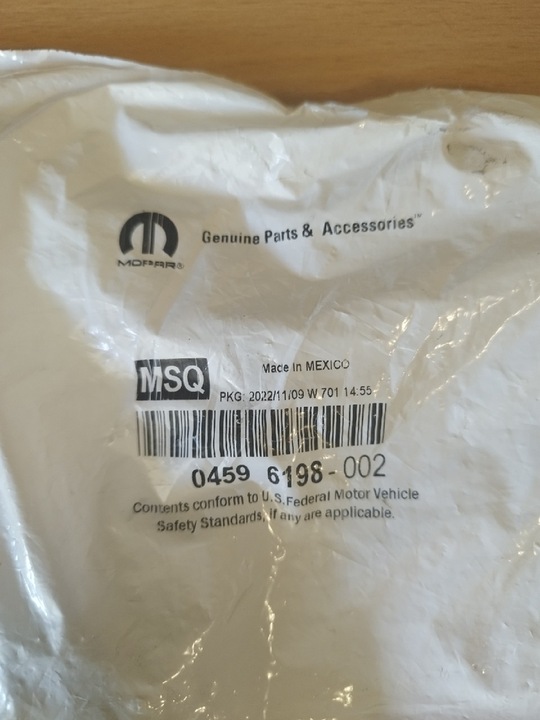 Genuine Parts & Accessories™
MOPAR®
Made In MEXICO
MSQ
PKG: 2022/11/09 W 701 14:55
0459 6198-002
Contents conform to U.S. Federal Motor Vehicle
Safety Standards, if any are applicable.